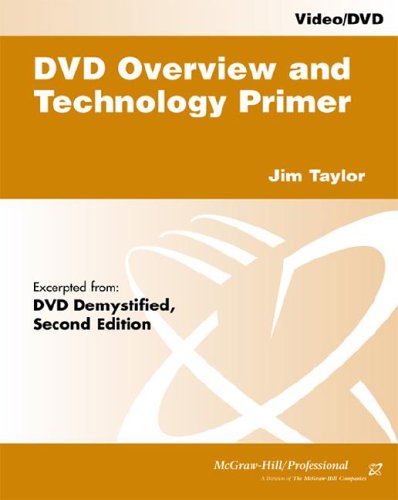 Video/DVD
DVD Overview and
Technology Primer
Jim Taylor
Excerpted from:
DVD Demystified,
Second Edition
McGraw-Hill/Professional
A Division of The McGraw-Hill Companies